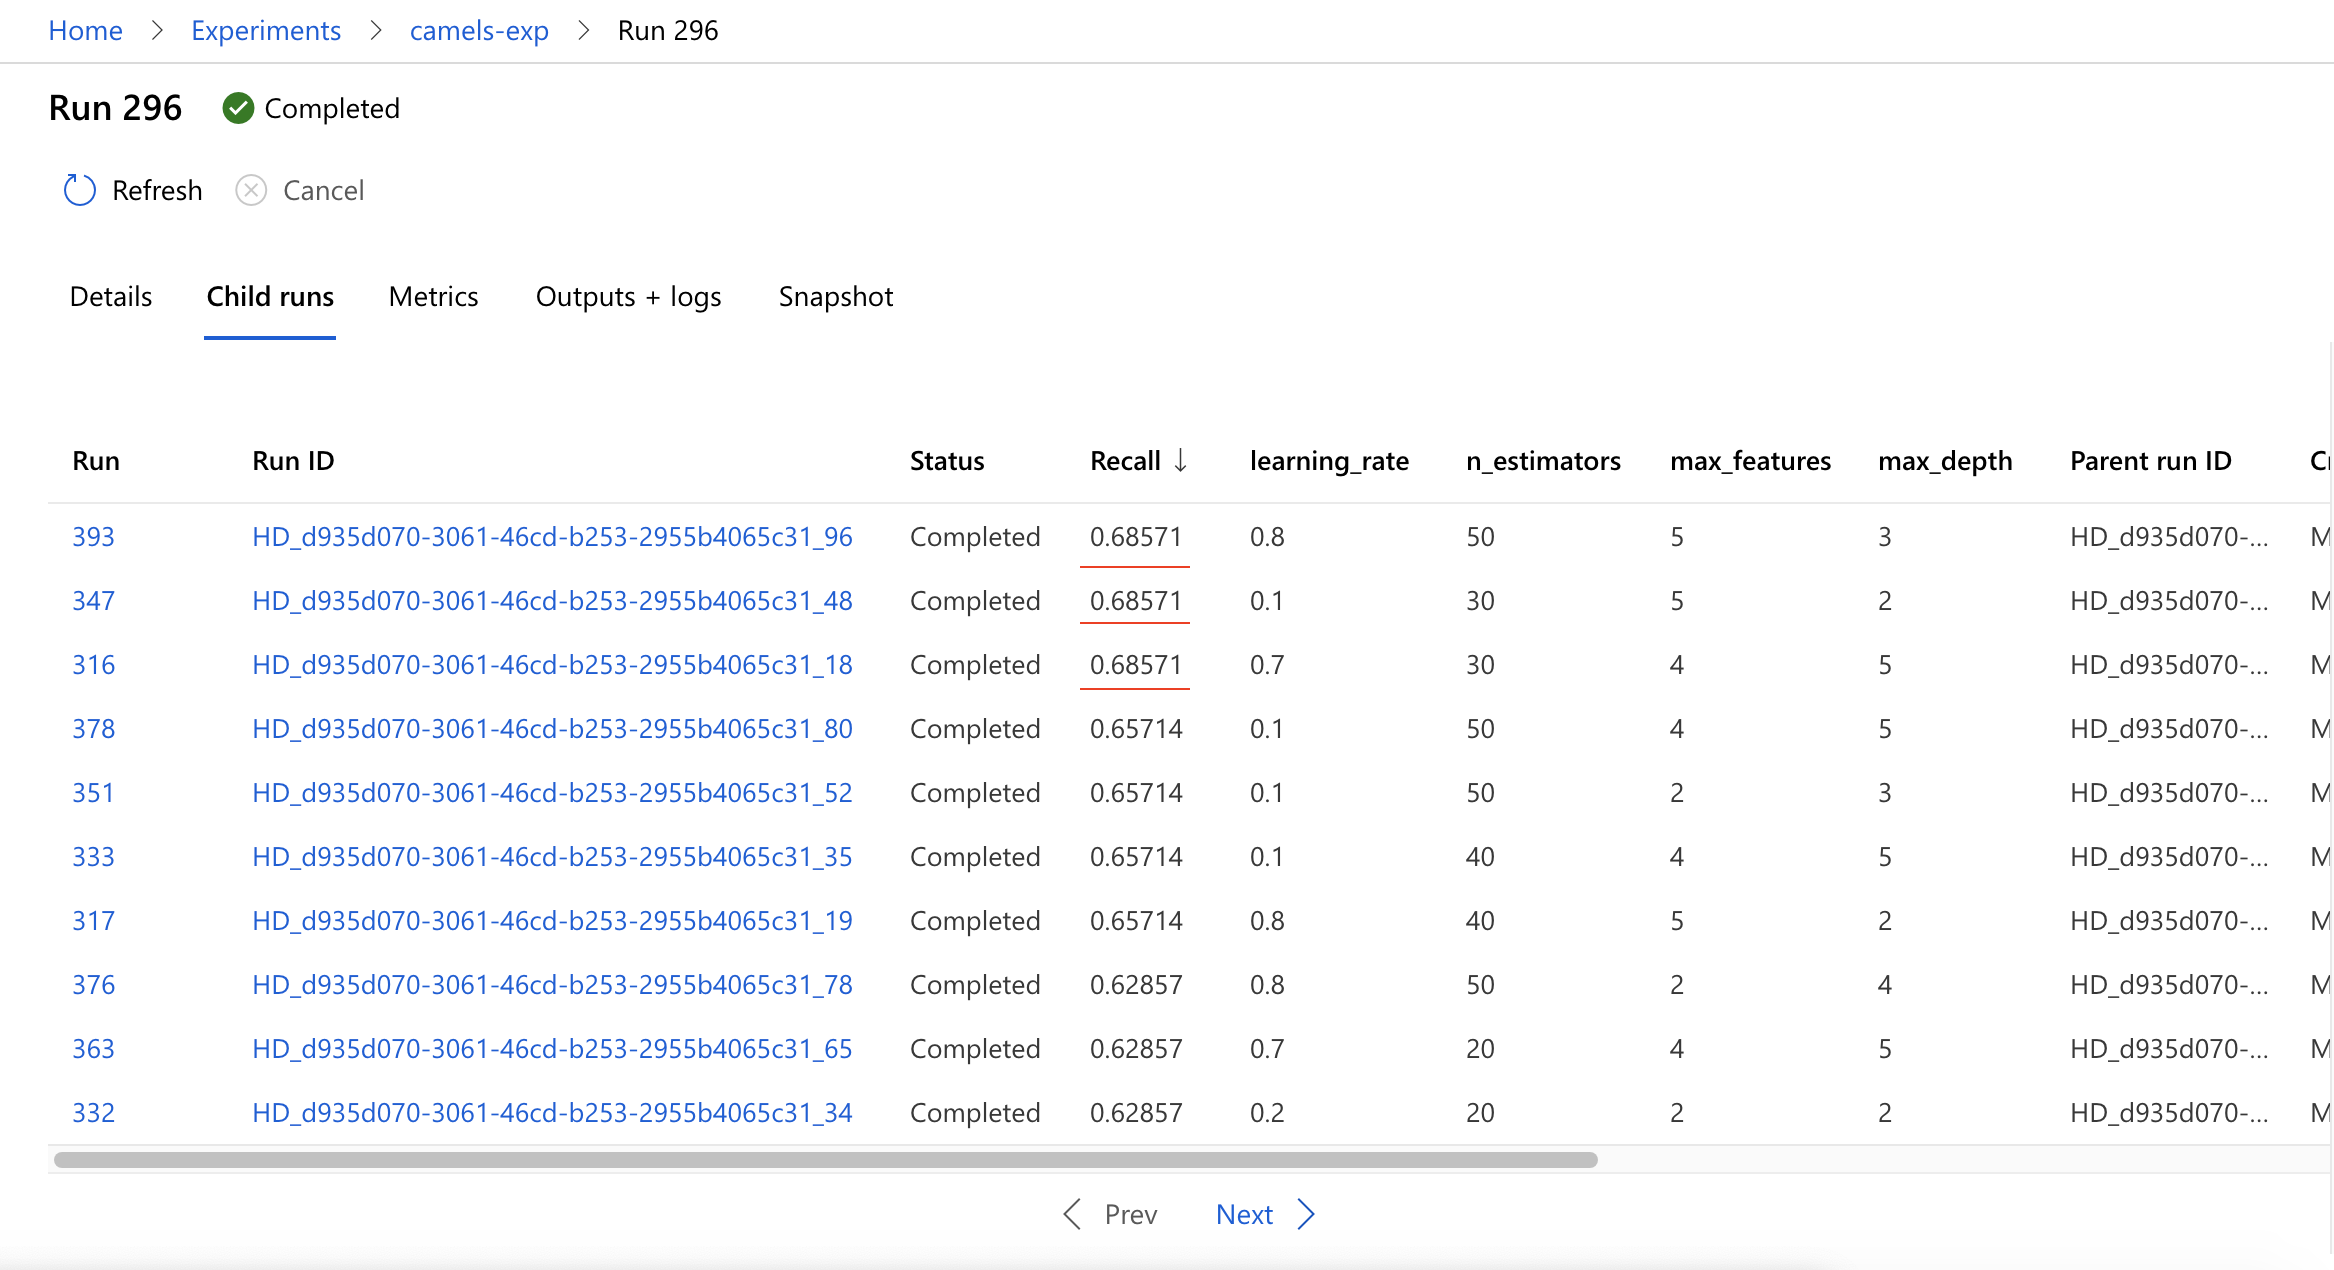 Home > Experiments > camels-exp > Run 296
Run 296 Completed
Refresh Cancel
Details Child runs Metrics Outputs + logs Snapshot
Run Run ID Status Recall ↓ learning_rate n_estimators max_features max_depth Parent run ID
393 HD_d935d070-3061-46cd-b253-2955b4065c31_96 Completed 0.68571 0.8 50 5 3 HD_d935d070-... M
347 HD_d935d070-3061-46cd-b253-2955b4065c31_48 Completed 0.68571 0.1 30 5 2 HD_d935d070-... M
316 HD_d935d070-3061-46cd-b253-2955b4065c31_18 Completed 0.68571 0.7 30 4 5 HD_d935d070-... M
378 HD_d935d070-3061-46cd-b253-2955b4065c31_80 Completed 0.65714 0.1 50 4 5 HD_d935d070-... M
351 HD_d935d070-3061-46cd-b253-2955b4065c31_52 Completed 0.65714 0.1 50 2 3 HD_d935d070-... M
333 HD_d935d070-3061-46cd-b253-2955b4065c31_35 Completed 0.65714 0.1 40 4 5 HD_d935d070-... M
317 HD_d935d070-3061-46cd-b253-2955b4065c31_19 Completed 0.65714 0.8 40 5 2 HD_d935d070-... M
376 HD_d935d070-3061-46cd-b253-2955b4065c31_78 Completed 0.62857 0.8 50 2 4 HD_d935d070-... M
363 HD_d935d070-3061-46cd-b253-2955b4065c31_65 Completed 0.62857 0.7 20 4 5 HD_d935d070-... M
332 HD_d935d070-3061-46cd-b253-2955b4065c31_34 Completed 0.62857 0.2 20 2 2 HD_d935d070-... M
Prev Next